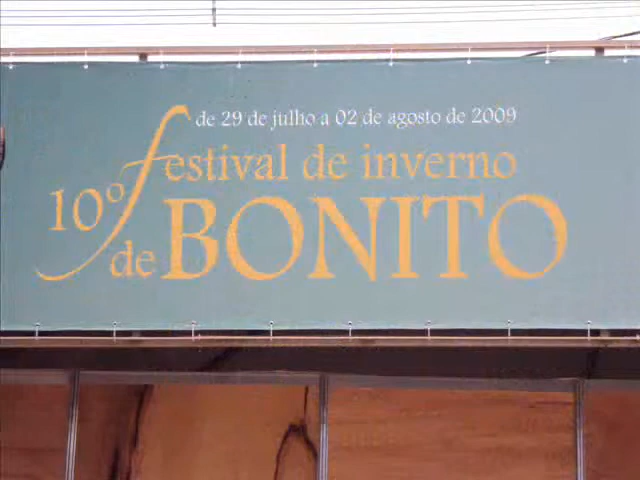 de 29 de julho a 02 de agosto de 2009
10º festival de inverno
de BONITO